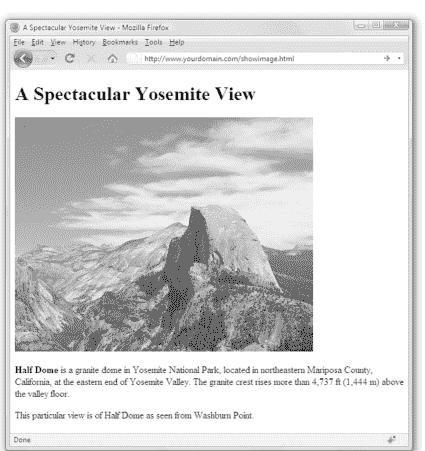 A Spectacular Yosemite View - Mozilla Firefox
File Edit View History Bookmarks Tools Help
http://www.yourdomain.com/showimage.html
A Spectacular Yosemite View
Half Dome is a granite dome in Yosemite National Park, located in northeastern Mariposa County,
California, at the eastern end of Yosemite Valley. The granite crest rises more than 4,737 ft (1,444 m) above
the valley floor.
This particular view is of Half Dome as seen from Washburn Point.
Done